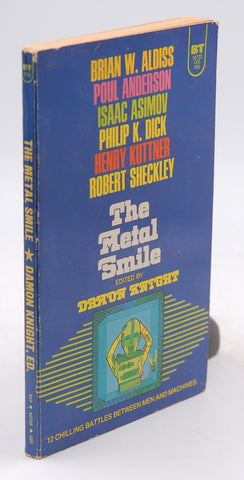 BT
BRIAN W. ALDISS
POUL ANDERSON
ISAAC ASIMOV
PHILIP K. DICK
HENRY KUTTNER
ROBERT SHECKLEY
The
Metal
Smile
EDITED BY
DAMON KNIGHT
12 CHILLING BATTLES BETWEEN MEN AND MACHINES
THE METAL SMILE ★ DAMON KNIGHT, ED.